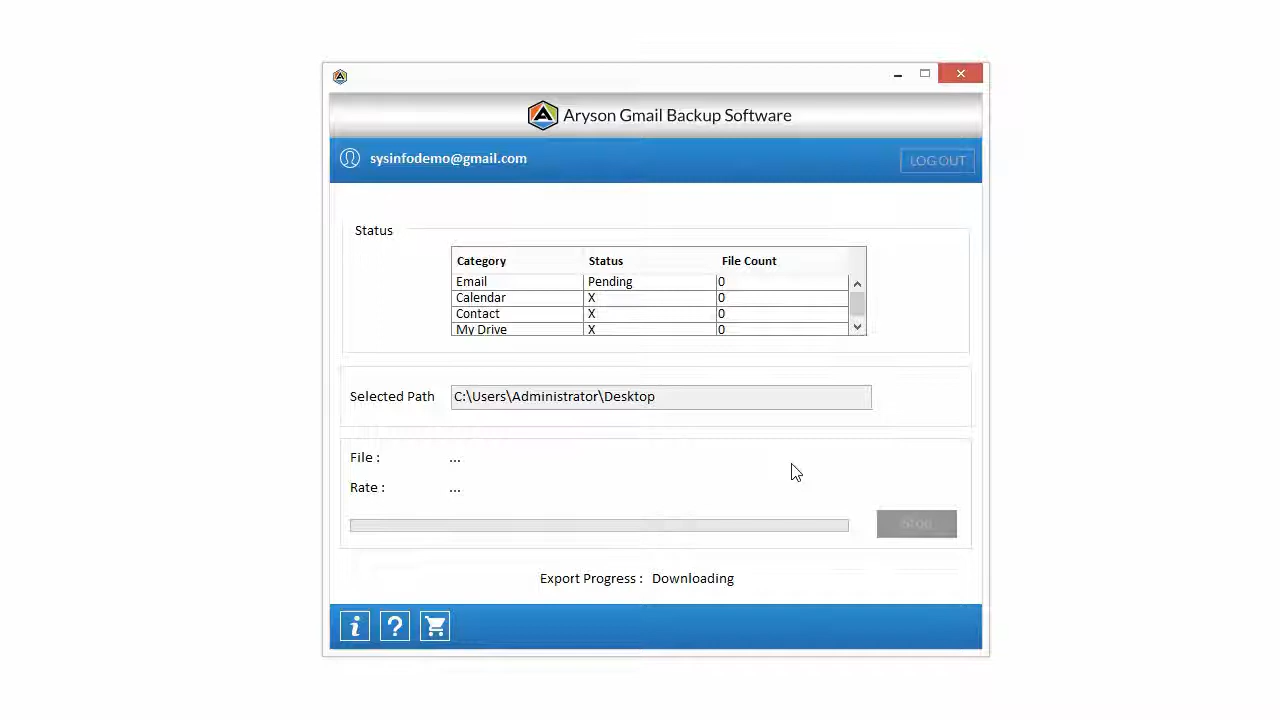 Aryson Gmail Backup Software
sysinfodemo@gmail.com LOG OUT
Status
Category Status File Count
Email Pending 0
Calendar X 0
Contact X 0
My Drive X 0
Selected Path C:\Users\Administrator\Desktop
File : ...
Rate : ...
Stop
Export Progress : Downloading